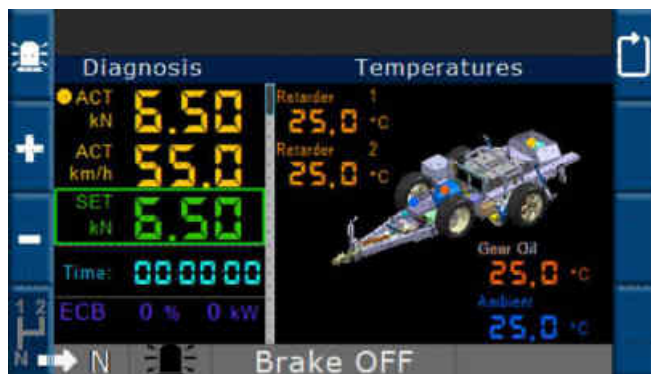 Diagnosis
Temperatures
ACT
kN
6.50
ACT
km/h
55.0
SET
kN
6.50
Time: 000000
ECB 0 % 0 kW
Retarder 1
25.0 °C
Retarder 2
25.0 °C
Gear Oil
25.0 °C
Ambient
25.0 °C
+
-
1 2
N
N
Brake OFF